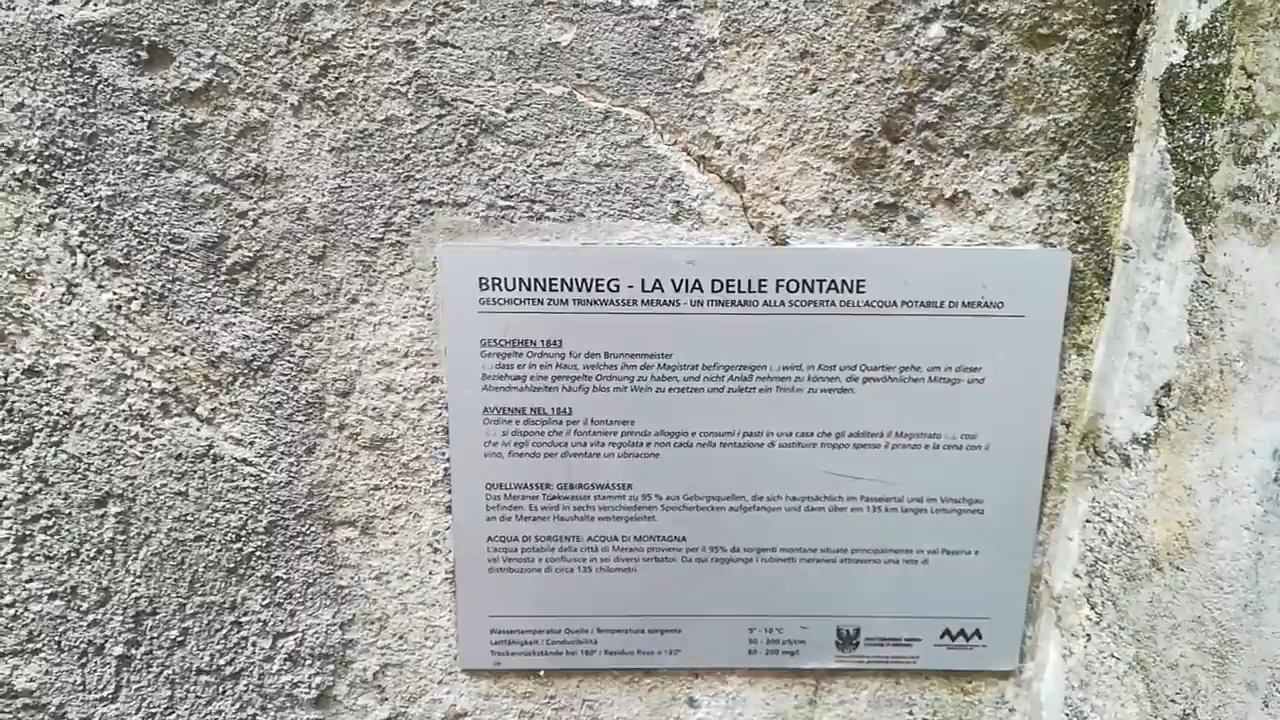 BRUNNENWEG - LA VIA DELLE FONTANE
GESCHICHTEN ZUM TRINKWASSER MERANS - UN ITINERARIO ALLA SCOPERTA DELL'ACQUA POTABILE DI MERANO
GESCHEHEN 1843
Geregelte Ordnung für den Brunnenmeister
dass er in ein Haus, welches ihm der Magistrat befingerzeigen wird, in Kost und Quartier gehe, um in dieser
Beziehung eine geregelte Ordnung zu haben, und nicht Anlaß nehmen zu können, die gewöhnlichen Mittags- und
Abendmahlzeiten häufig blos mit Wein zu ersetzen und zuletzt ein Trinker zu werden.
AVVENNE NEL 1843
Ordine e disciplina per il fontaniere
si dispone che il fontaniere prenda alloggio e consumi i pasti in una casa che gli additerà il Magistrato così
che ivi egli conduca una vita regolata e non cada nella tentazione di sostituire troppo spesso il pranzo e la cena con il
vino, finendo per diventare un ubriacone.
QUELLWASSER: GEBIRGSWASSER
Das Meraner Trinkwasser stammt zu 95 % aus Gebirgsquellen, die sich hauptsächlich im Passeiertal und im Vinschgau
befinden. Es wird in sechs verschiedenen Speicherbecken aufgefangen und dann über ein 135 km langes Leitungsnetz
an die Meraner Haushalte weitergeleitet.
ACQUA DI SORGENTE: ACQUA DI MONTAGNA
L'acqua potabile della città di Merano proviene per il 95% da sorgenti montane situate principalmente in val Passiria e
val Venosta e confluisce in sei diversi serbatoi. Da qui raggiunge i rubinetti meranesi attraverso una rete di
distribuzione di circa 135 chilometri.
Wassertemperatur Quelle / Temperatura sorgente 5° - 10 °C
Leitfähigkeit / Conducibilità 50 - 300 µS/cm
Trockenrückstände bei 180° / Residuo fisso a 180° 80 - 200 mg/l